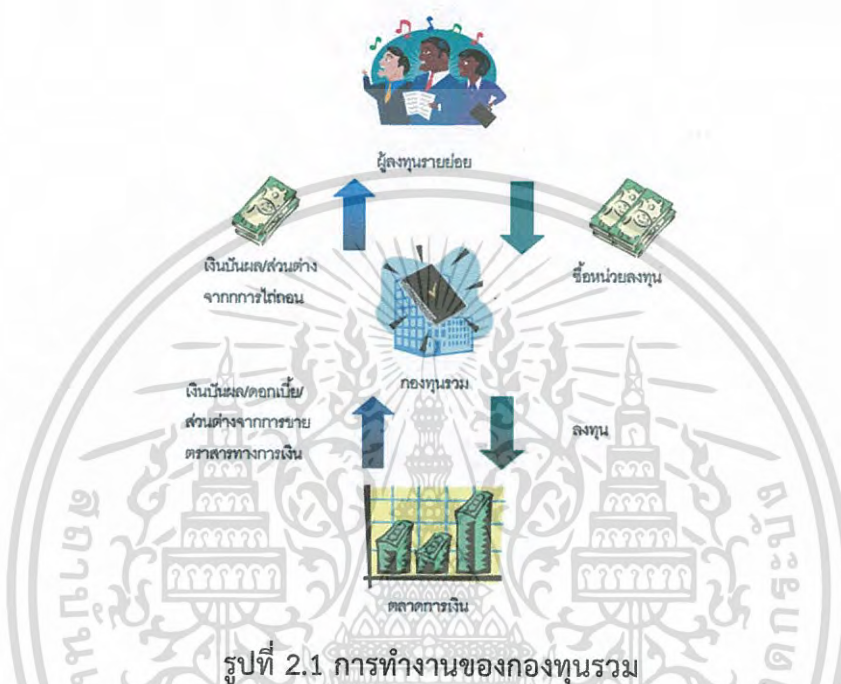 ผู้ลงทุนรายย่อย
เงินปันผล/ส่วนต่าง
จากกการไถ่ถอน
ซื้อหน่วยลงทุน
กองทุนรวม
เงินปันผล/ดอกเบี้ย/
ส่วนต่างจากการขาย
ตราสารทางการเงิน
ลงทุน
ตลาดการเงิน
รูปที่ 2.1 การทำงานของกองทุนรวม